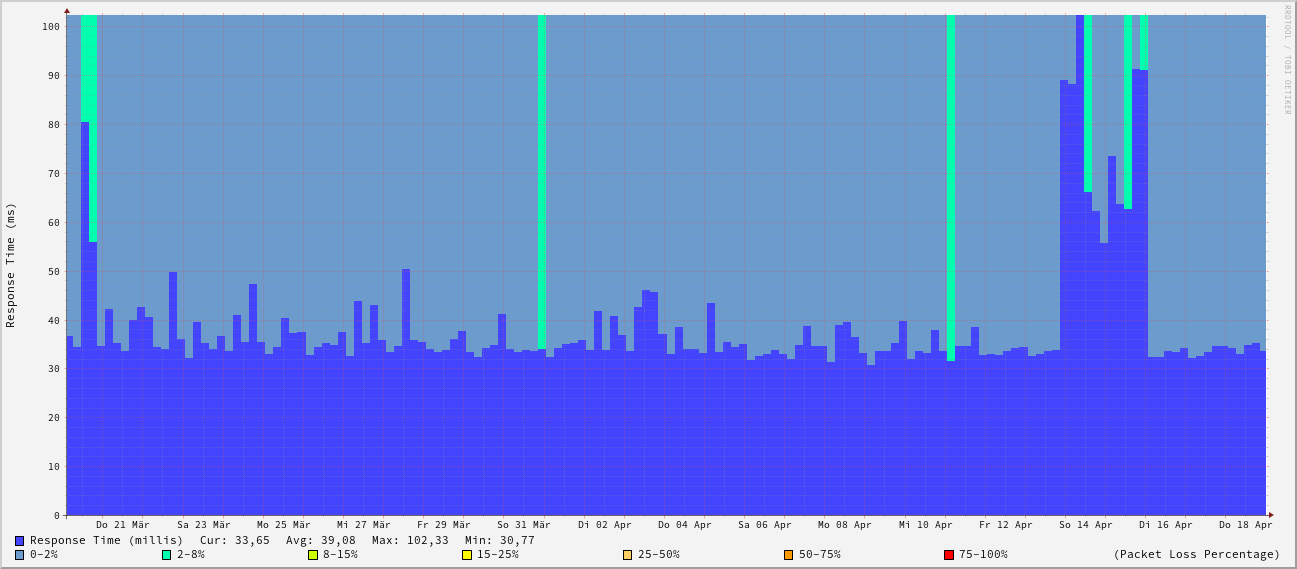 RRDTOOL / TOBI OETIKER
Response Time (ms)
100
90
80
70
60
50
40
30
20
10
0
Do 21 Mär Sa 23 Mär Mo 25 Mär Mi 27 Mär Fr 29 Mär So 31 Mär Di 02 Apr Do 04 Apr Sa 06 Apr Mo 08 Apr Mi 10 Apr Fr 12 Apr So 14 Apr Di 16 Apr Do 18 Apr
Response Time (millis) Cur: 33,65 Avg: 39,08 Max: 102,33 Min: 30,77
0-2% 2-8% 8-15% 15-25% 25-50% 50-75% 75-100% (Packet Loss Percentage)